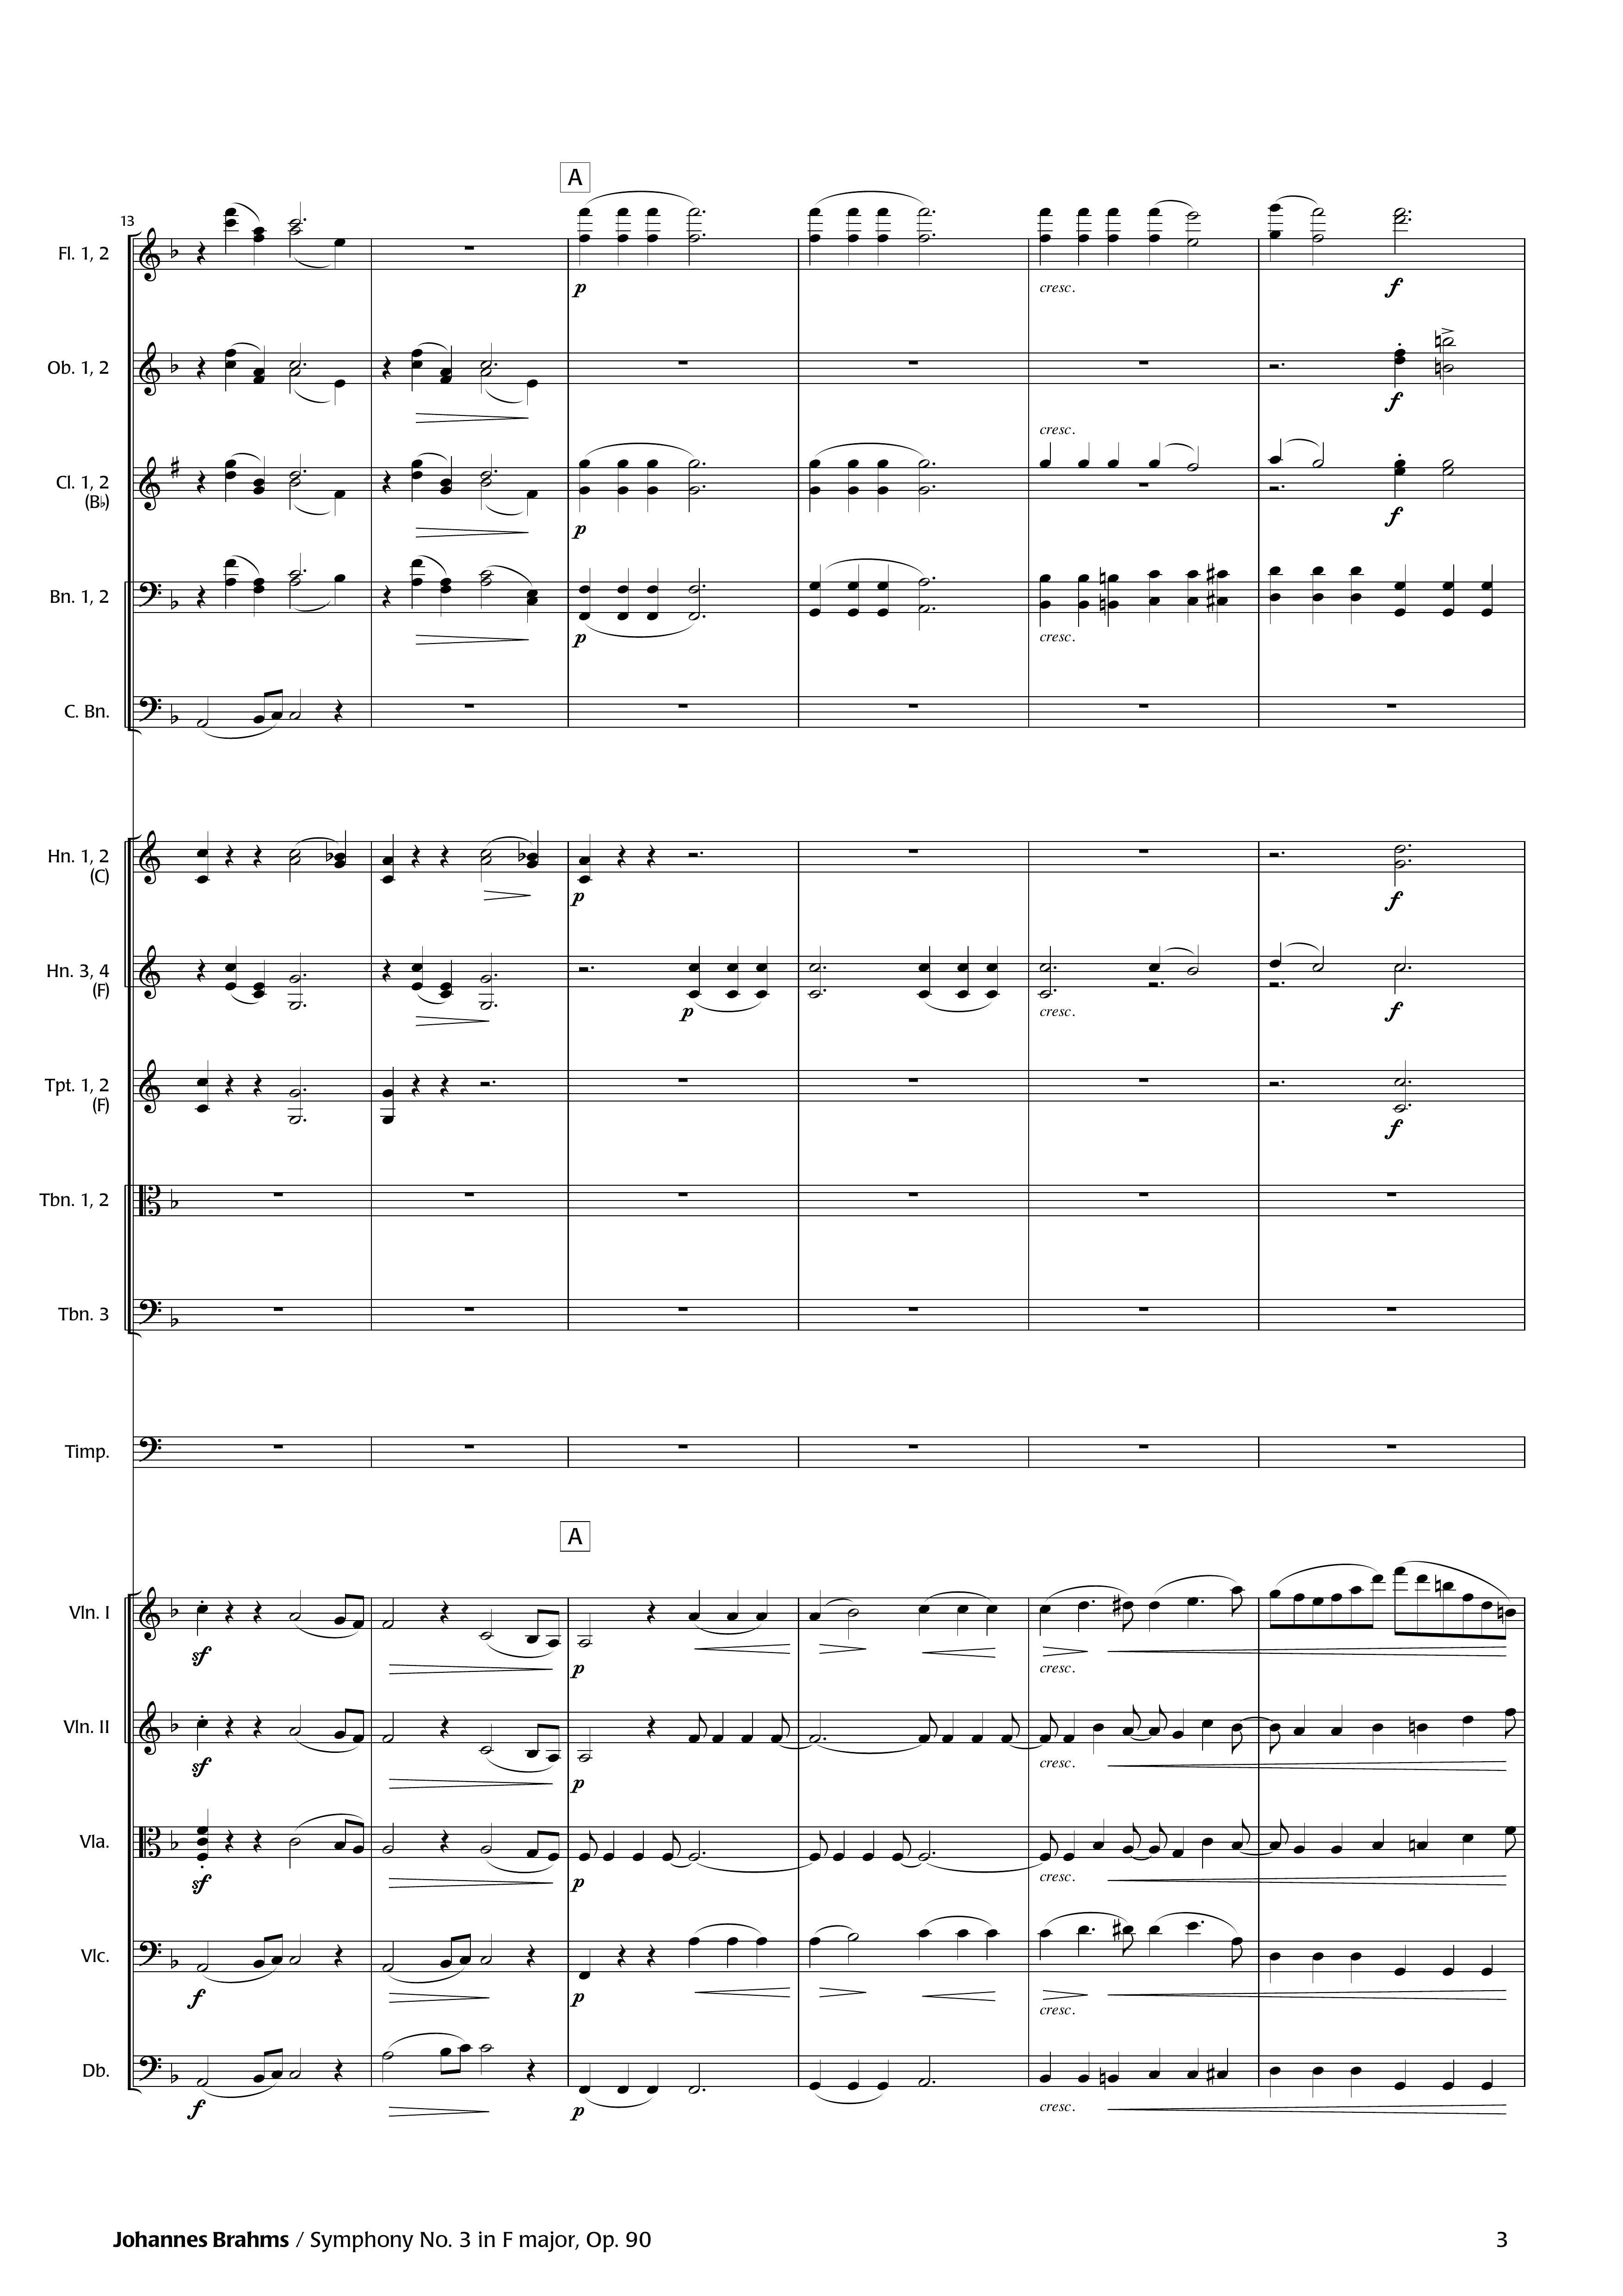 A
13
Fl. 1, 2
p
cresc.
f
Ob. 1, 2
f
cresc.
Cl. 1, 2
(B♭)
p
f
Bn. 1, 2
p
cresc.
C. Bn.
Hn. 1, 2
(C)
p
f
Hn. 3, 4
(F)
p
cresc.
f
Tpt. 1, 2
(F)
f
Tbn. 1, 2
Tbn. 3
Timp.
A
Vln. I
sf
p
cresc.
Vln. II
sf
p
cresc.
Vla.
sf
p
cresc.
Vlc.
f
p
cresc.
Db.
f
p
cresc.
Johannes Brahms / Symphony No. 3 in F major, Op. 90 3